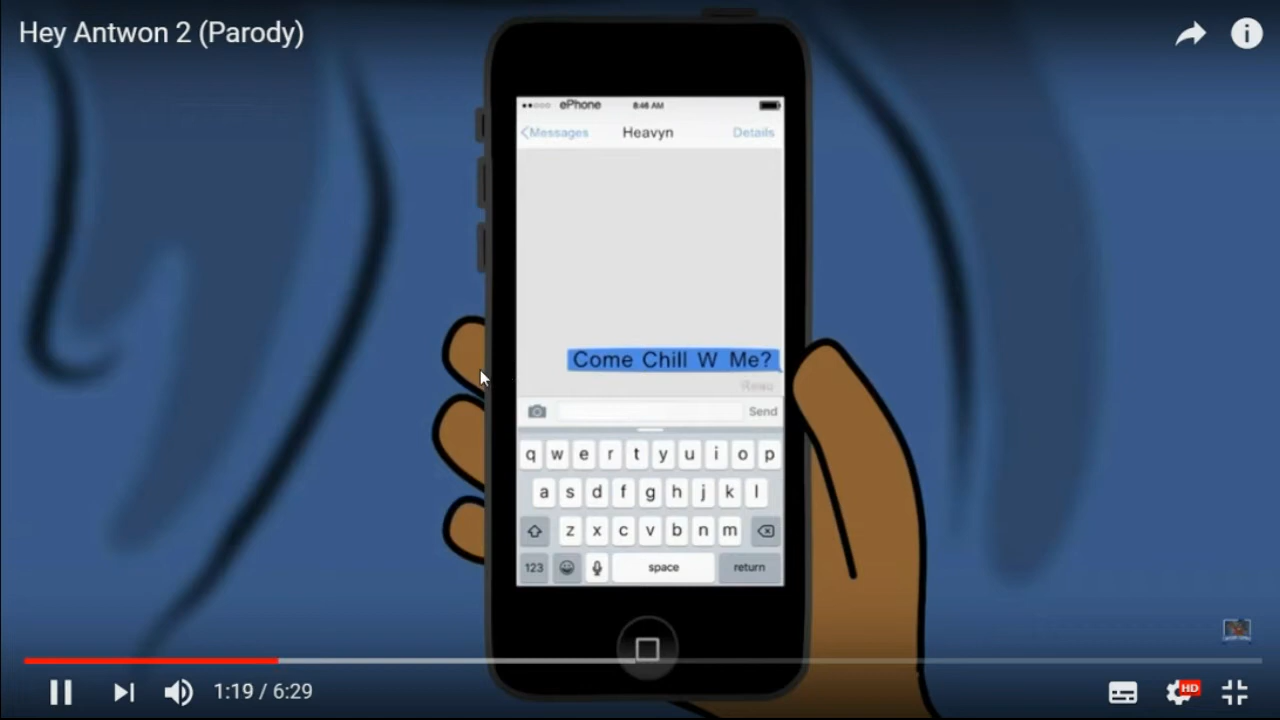 Hey Antwon 2 (Parody)
ePhone 8:46 AM
Messages Heavyn Details
Come Chill W Me?
Read
Send
q w e r t y u i o p
a s d f g h j k l
z x c v b n m
123 space return
HD
1:19 / 6:29